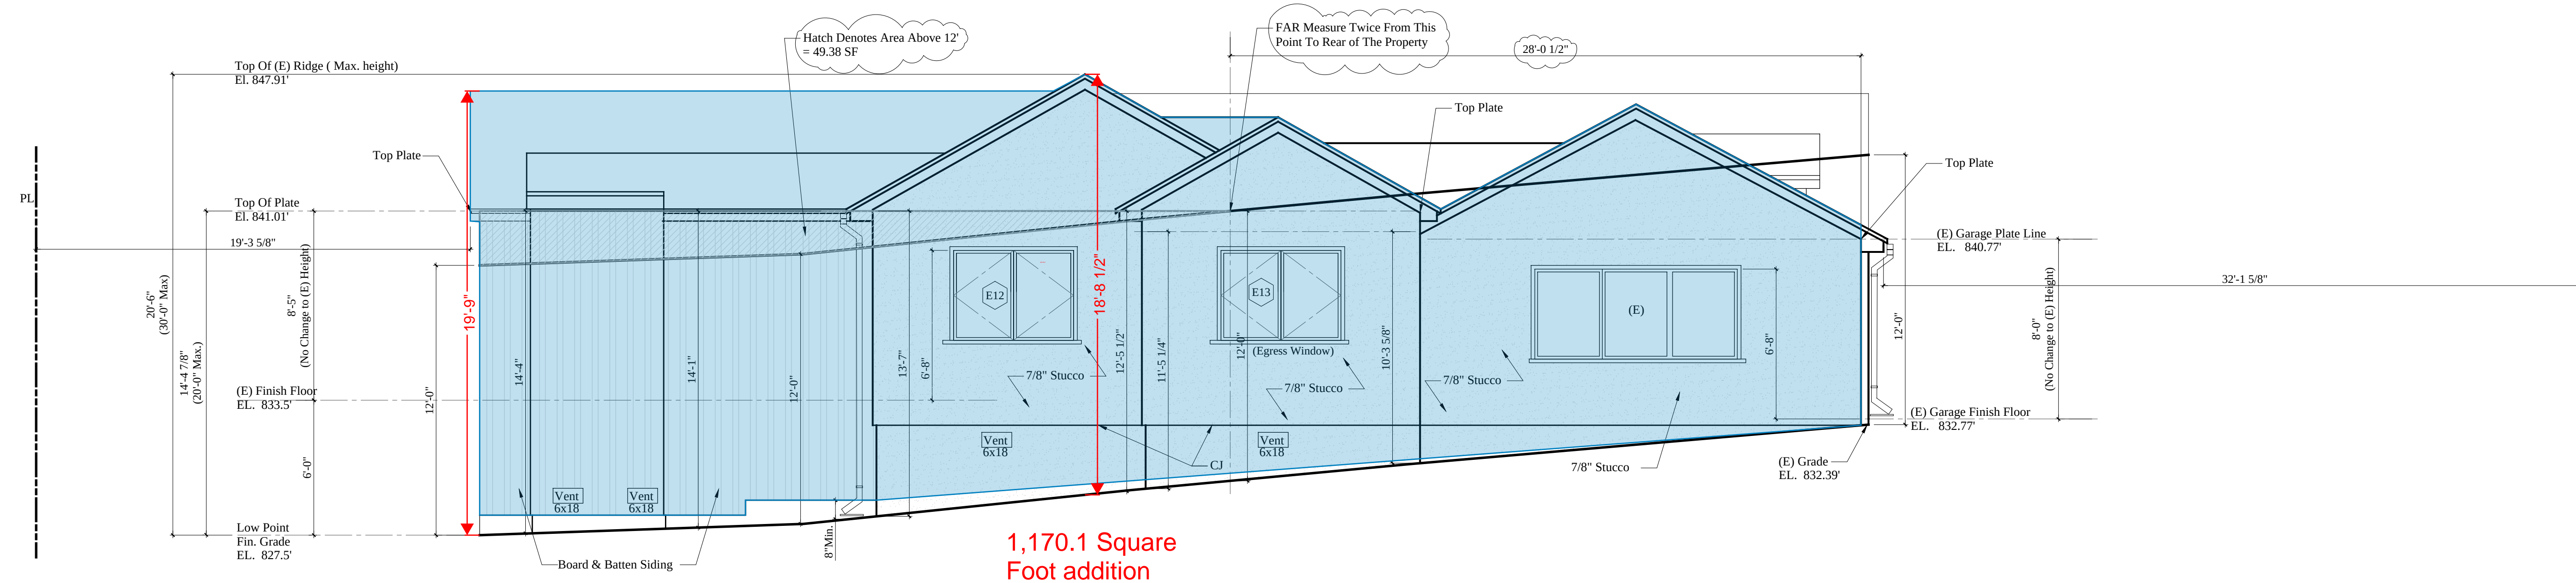 Hatch Denotes Area Above 12'
= 49.38 SF
FAR Measure Twice From This
Point To Rear of The Property
28'-0 1/2"
Top Of (E) Ridge ( Max. height)
El. 847.91'
Top Plate
Top Plate
Top Plate
PL
Top Of Plate
El. 841.01'
19'-3 5/8"
(E) Garage Plate Line
EL. 840.77'
32'-1 5/8"
20'-6"
(30'-0" Max)
14'-4 7/8"
(20'-0" Max.)
8'-5"
(No Change to (E) Height)
6'-0"
12'-0"
19'-9"
14'-4"
14'-1"
12'-0"
8"Min.
13'-7"
6'-8"
E12
18'-8 1/2"
12'-5 1/2"
11'-5 1/4"
12'-0"
E13
(Egress Window)
10'-3 5/8"
(E)
6'-8"
12'-0"
8'-0"
(No Change to (E) Height)
(E) Finish Floor
EL. 833.5'
7/8" Stucco
7/8" Stucco
7/8" Stucco
7/8" Stucco
(E) Garage Finish Floor
EL. 832.77'
Vent
6x18
Vent
6x18
Vent
6x18
Vent
6x18
CJ
(E) Grade
EL. 832.39'
Low Point
Fin. Grade
EL. 827.5'
Board & Batten Siding
1,170.1 Square
Foot addition